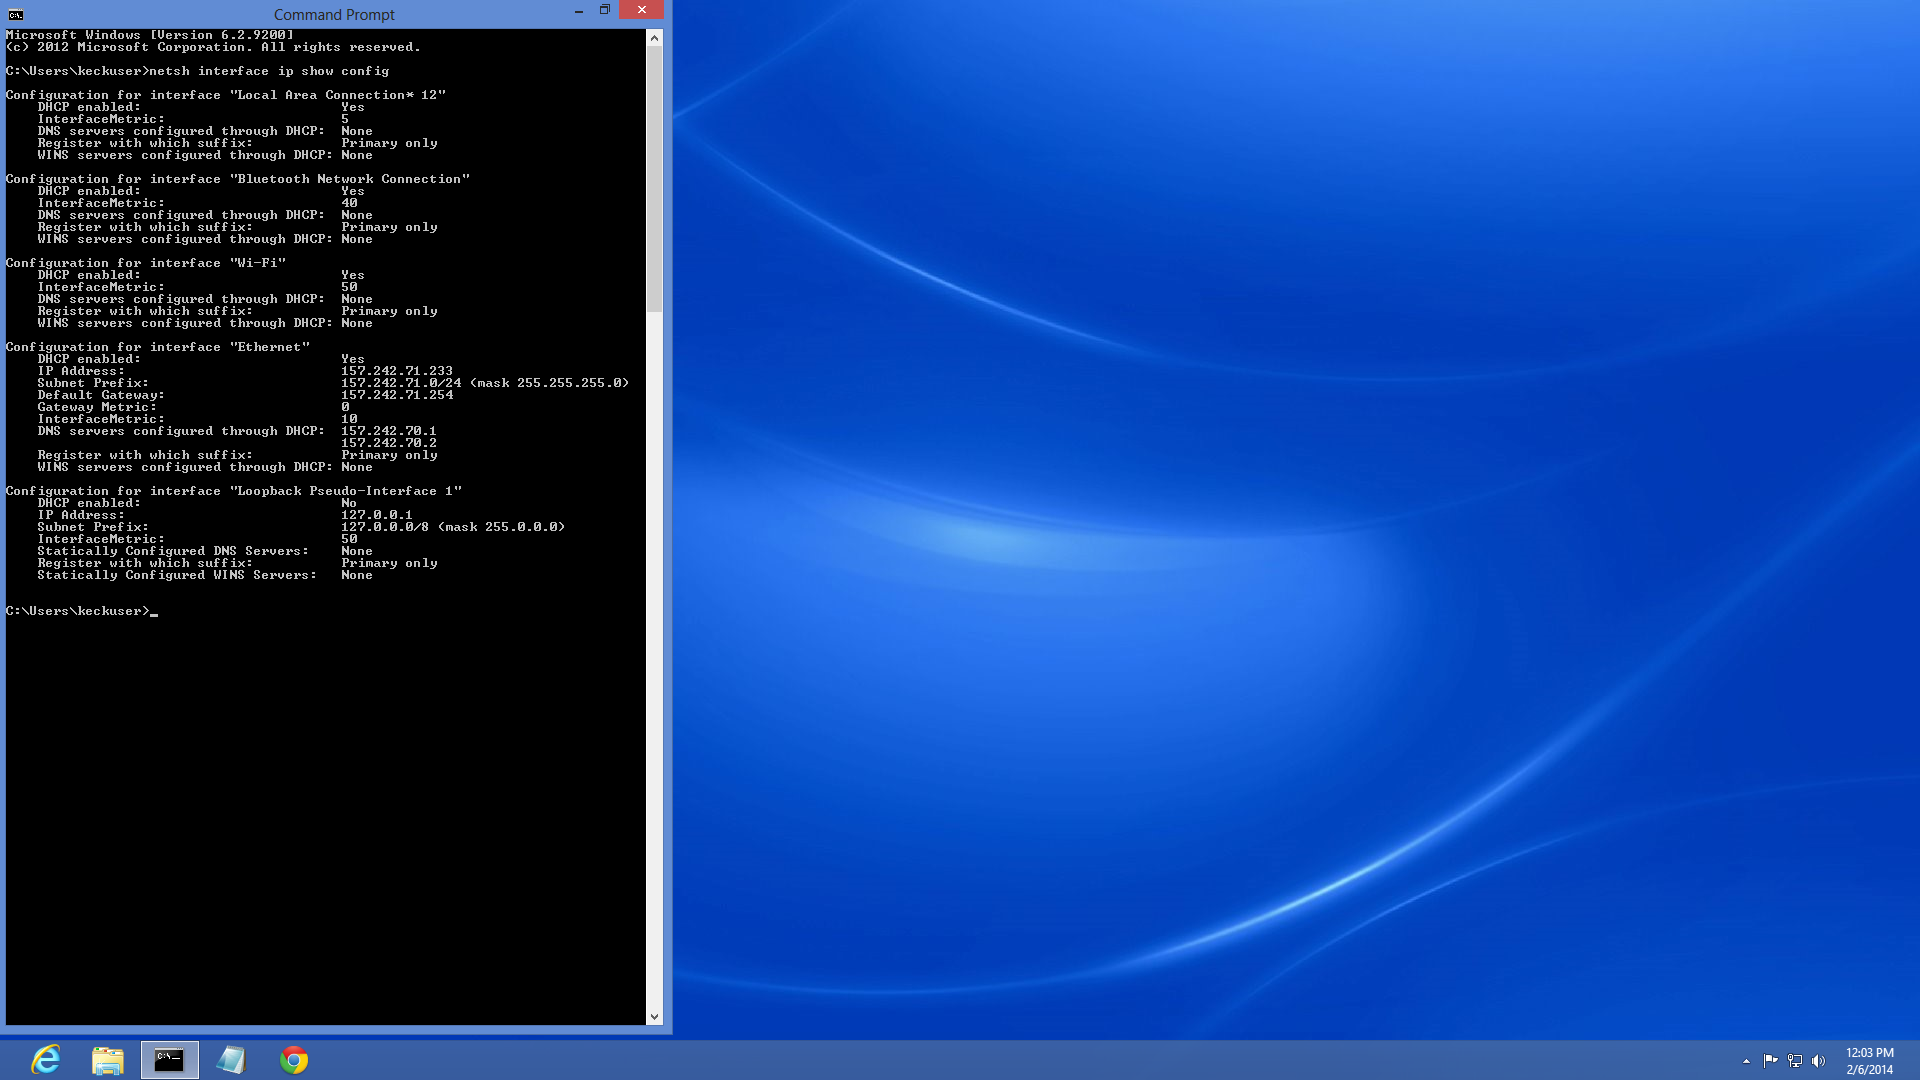 Command Prompt
Microsoft Windows [Version 6.2.9200]
(c) 2012 Microsoft Corporation. All rights reserved.
C:\Users\keckuser>netsh interface ip show config
Configuration for interface "Local Area Connection* 12"
DHCP enabled: Yes
InterfaceMetric: 5
DNS servers configured through DHCP: None
Register with which suffix: Primary only
WINS servers configured through DHCP: None
Configuration for interface "Bluetooth Network Connection"
DHCP enabled: Yes
InterfaceMetric: 40
DNS servers configured through DHCP: None
Register with which suffix: Primary only
WINS servers configured through DHCP: None
Configuration for interface "Wi-Fi"
DHCP enabled: Yes
InterfaceMetric: 50
DNS servers configured through DHCP: None
Register with which suffix: Primary only
WINS servers configured through DHCP: None
Configuration for interface "Ethernet"
DHCP enabled: Yes
IP Address: 157.242.71.233
Subnet Prefix: 157.242.71.0/24 (mask 255.255.255.0)
Default Gateway: 157.242.71.254
Gateway Metric: 0
InterfaceMetric: 10
DNS servers configured through DHCP: 157.242.70.1
157.242.70.2
Register with which suffix: Primary only
WINS servers configured through DHCP: None
Configuration for interface "Loopback Pseudo-Interface 1"
DHCP enabled: No
IP Address: 127.0.0.1
Subnet Prefix: 127.0.0.0/8 (mask 255.0.0.0)
InterfaceMetric: 50
Statically Configured DNS Servers: None
Register with which suffix: Primary only
Statically Configured WINS Servers: None
C:\Users\keckuser>_
12:03 PM
2/6/2014